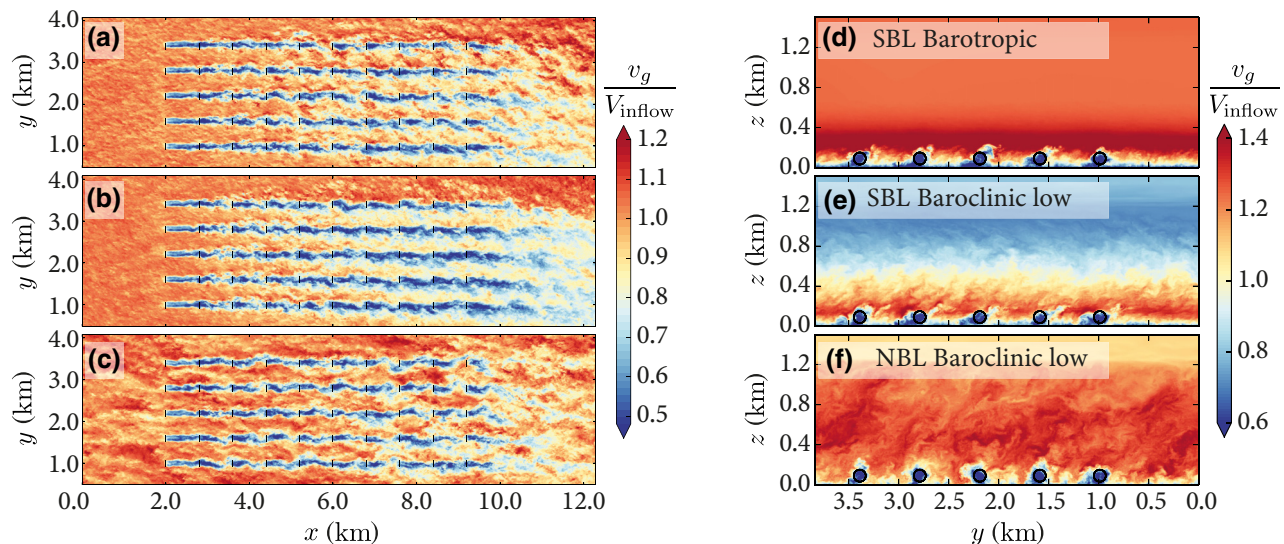 (a)
4.0
3.0
2.0
1.0
y (km)
(b)
4.0
3.0
2.0
1.0
y (km)
(c)
4.0
3.0
2.0
1.0
y (km)
0.0 2.0 4.0 6.0 8.0 10.0 12.0
x (km)
v_g
V_inflow
1.2
1.1
1.0
0.9
0.8
0.7
0.6
0.5
(d) SBL Barotropic
1.2
0.8
0.4
0.0
z (km)
(e) SBL Baroclinic low
1.2
0.8
0.4
0.0
z (km)
(f) NBL Baroclinic low
1.2
0.8
0.4
0.0
z (km)
3.5 3.0 2.5 2.0 1.5 1.0 0.5 0.0
y (km)
v_g
V_inflow
1.4
1.2
1.0
0.8
0.6